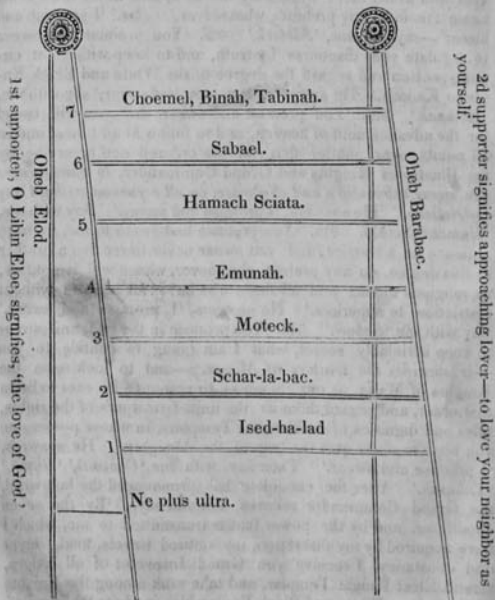 Choemel, Binah, Tabinah.
7
Sabael.
6
Hamach Sciata.
5
Emunah.
4
Moteck.
3
Schar-la-bac.
2
Ised-ha-lad
1
Ne plus ultra.
Oheb Elod.
st supporter, O Libin Eloe, signifies, 'the love of God.'
Oheb Barabac.
2d supporter signifies approaching lover—to love your neighbor as
yourself.